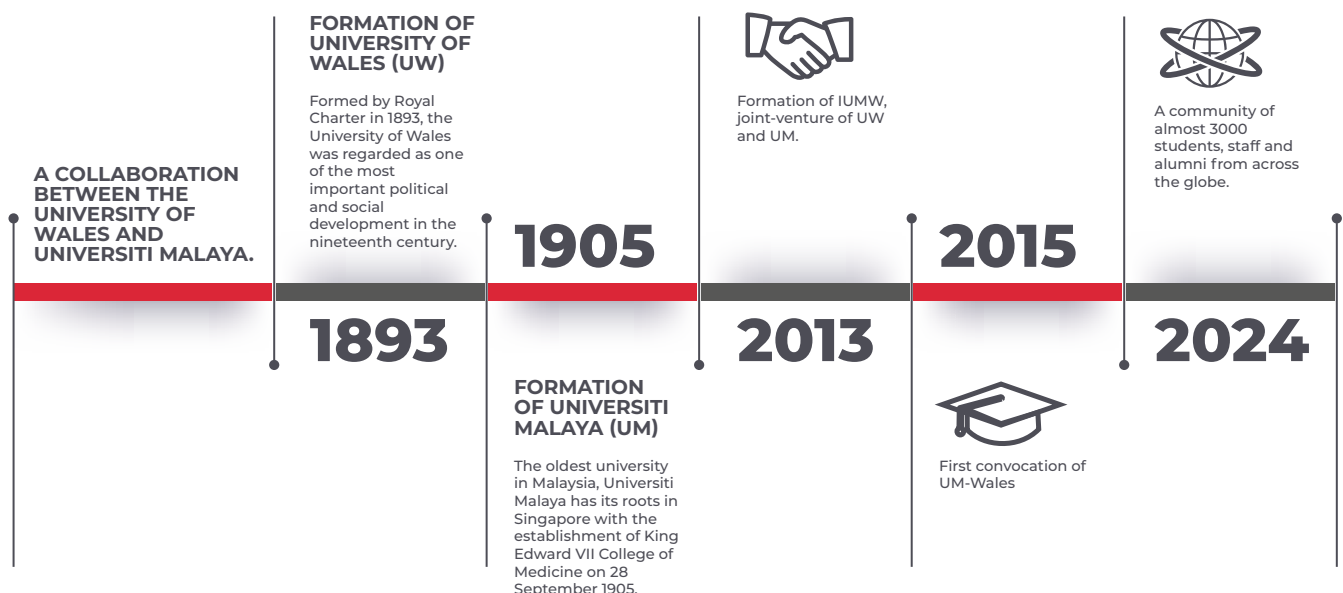 A COLLABORATION
BETWEEN THE
UNIVERSITY OF
WALES AND
UNIVERSITI MALAYA.
FORMATION OF
UNIVERSITY OF
WALES (UW)
Formed by Royal
Charter in 1893, the
University of Wales
was regarded as one
of the most
important political
and social
development in the
nineteenth century.
1893
1905
FORMATION
OF UNIVERSITI
MALAYA (UM)
The oldest university
in Malaysia, Universiti
Malaya has its roots in
Singapore with the
establishment of King
Edward VII College of
Medicine on 28
September 1905.
Formation of IUMW,
joint-venture of UW
and UM.
2013
2015
First convocation of
UM-Wales
A community of
almost 3000
students, staff and
alumni from across
the globe.
2024